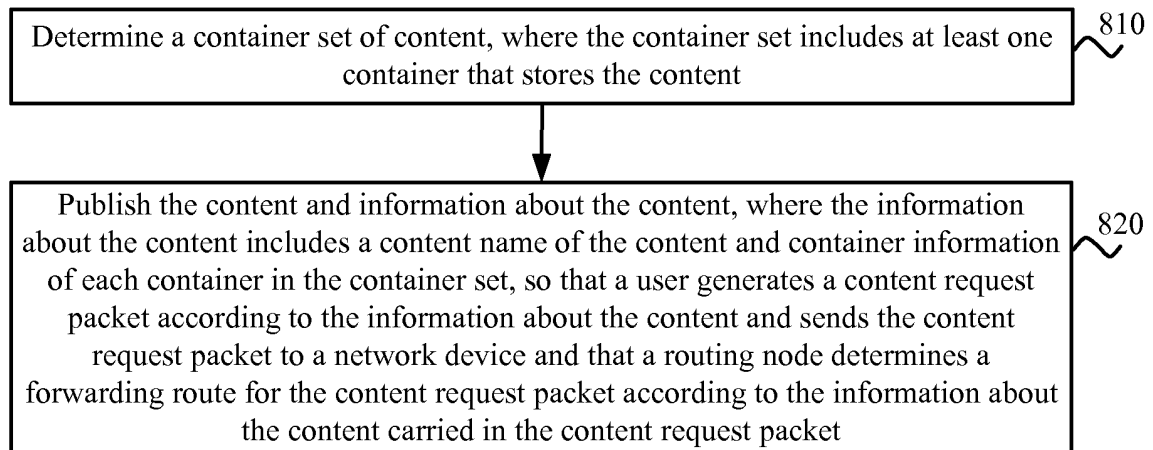 Determine a container set of content, where the container set includes at least one
container that stores the content
810
Publish the content and information about the content, where the information
about the content includes a content name of the content and container information
of each container in the container set, so that a user generates a content request
packet according to the information about the content and sends the content
request packet to a network device and that a routing node determines a
forwarding route for the content request packet according to the information about
the content carried in the content request packet
820